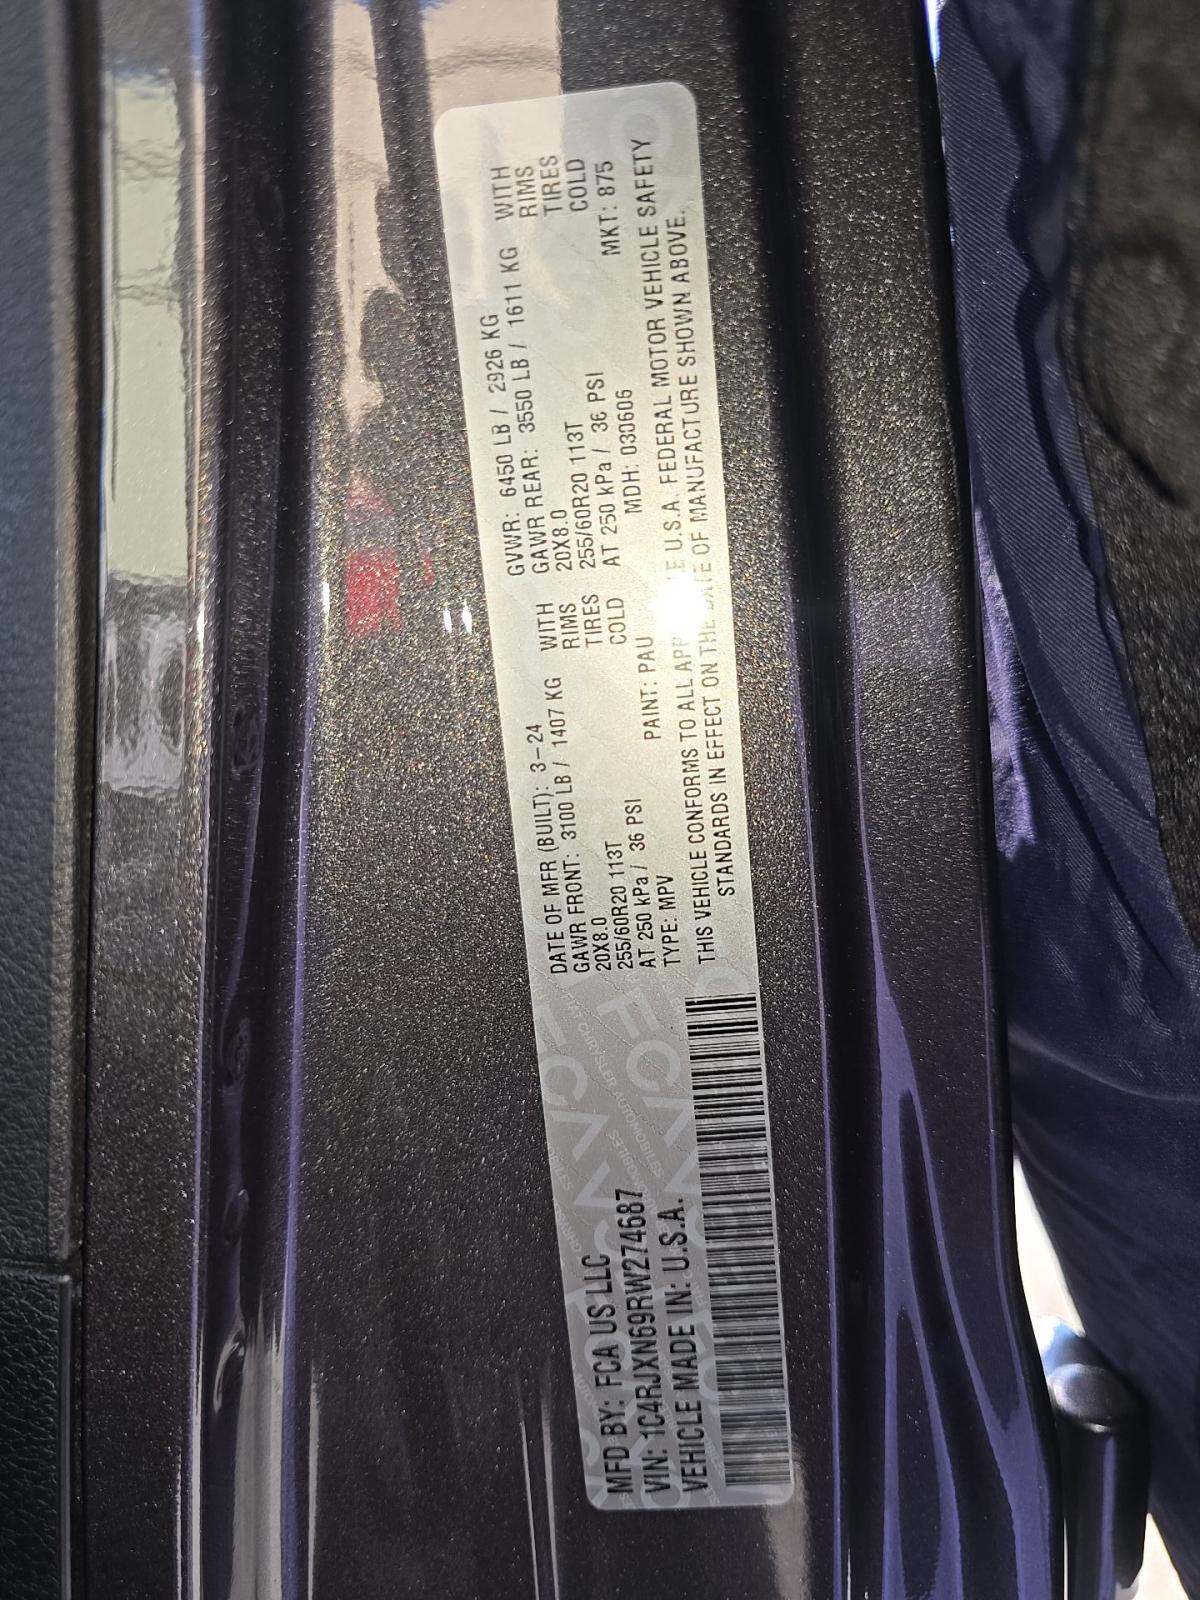 MFD BY: FCA US LLC
VIN: 1C4RJXN69RW274687
VEHICLE MADE IN: U.S.A.
DATE OF MFR (BUILT): 3-24 GVWR: 6450 LB / 2926 KG
GAWR FRONT: 3100 LB / 1407 KG WITH GAWR REAR: 3550 LB / 1611 KG WITH
20X8.0 RIMS 20X8.0 RIMS
255/60R20 113T TIRES 255/60R20 113T TIRES
AT 250 kPa / 36 PSI COLD AT 250 kPa / 36 PSI COLD
TYPE: MPV PAINT: PAU MDH: 030606 MKT: 875
THIS VEHICLE CONFORMS TO ALL U.S.A. FEDERAL MOTOR VEHICLE SAFETY
STANDARDS IN EFFECT ON THE DATE OF MANUFACTURE SHOWN ABOVE.
FCA